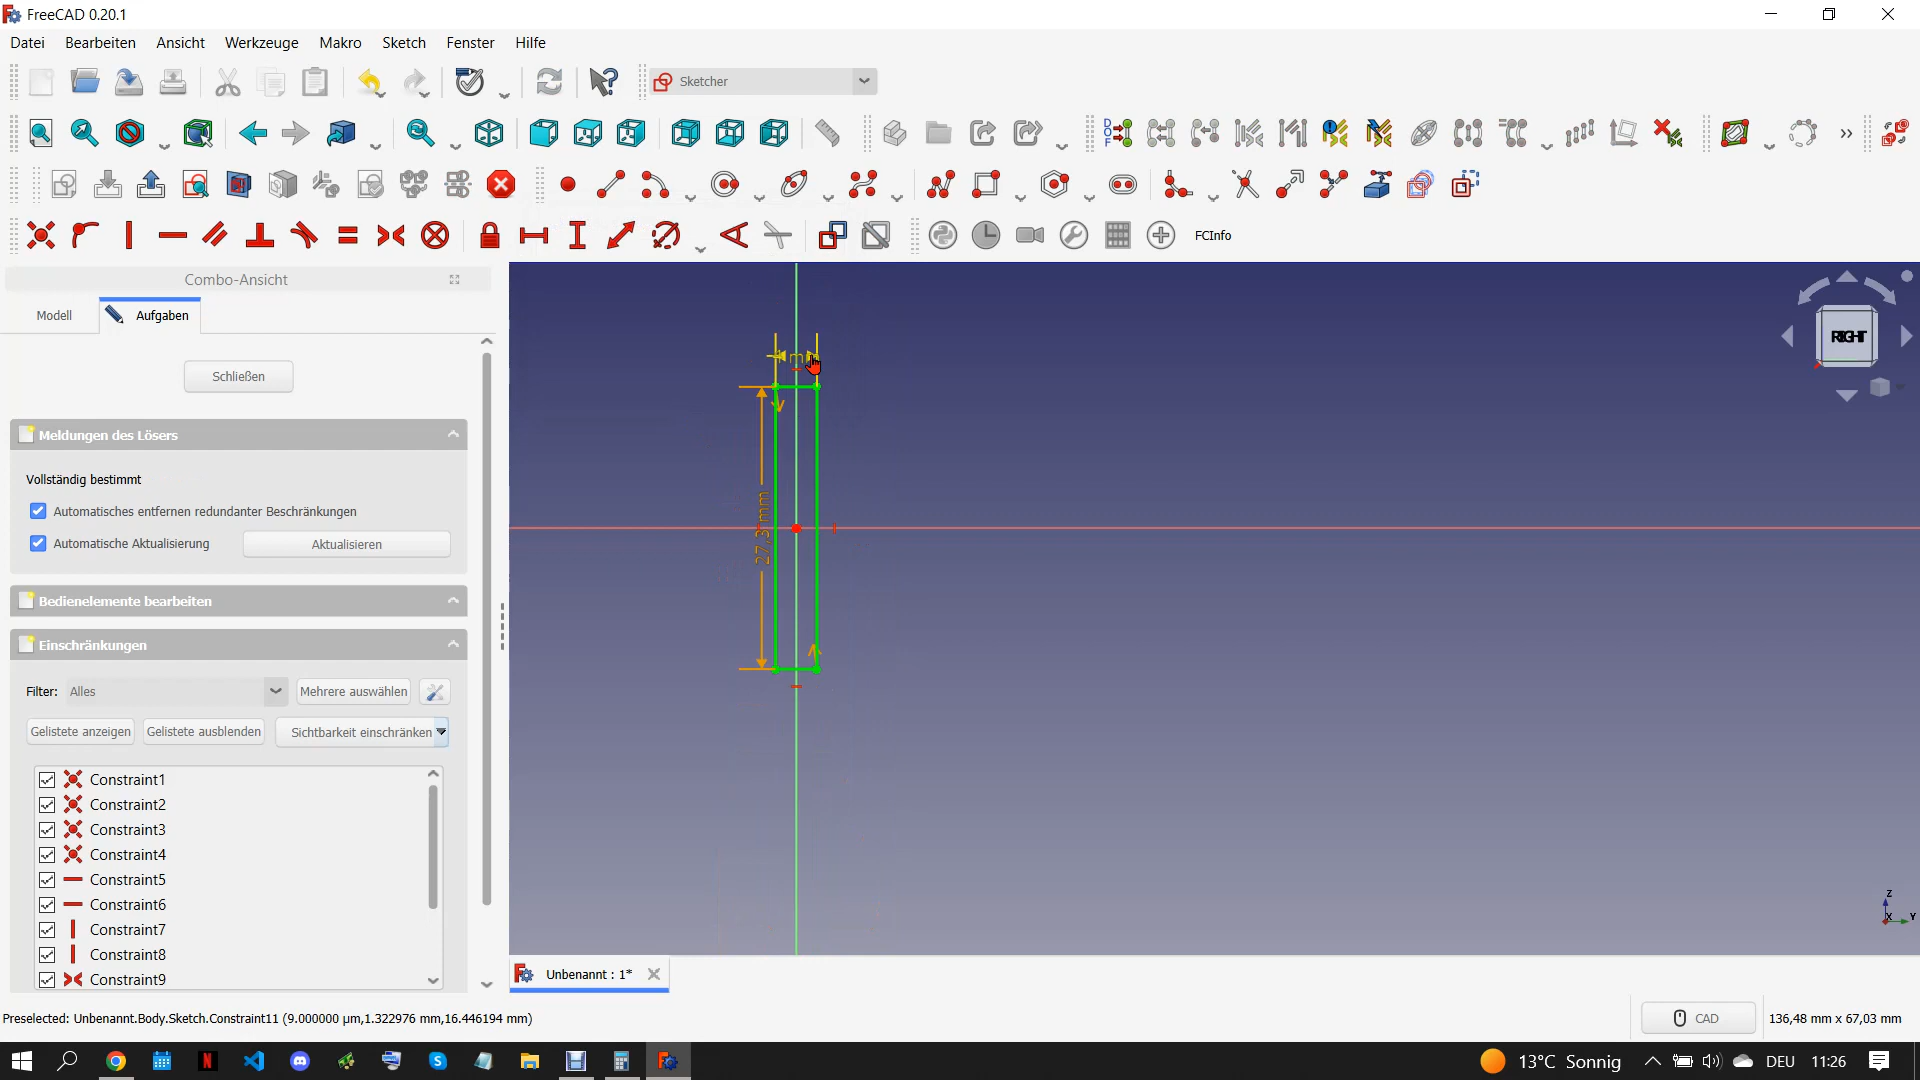 FreeCAD 0.20.1
Datei Bearbeiten Ansicht Werkzeuge Makro Sketch Fenster Hilfe
Sketcher
DOF
FCInfo
Combo-Ansicht
Modell Aufgaben
Schließen
Meldungen des Lösers
Vollständig bestimmt
Automatisches entfernen redundanter Beschränkungen
Automatische Aktualisierung Aktualisieren
Bedienelemente bearbeiten
Einschränkungen
Filter: Alles Mehrere auswählen
Gelistete anzeigen Gelistete ausblenden Sichtbarkeit einschränken
Constraint1
Constraint2
Constraint3
Constraint4
Constraint5
Constraint6
Constraint7
Constraint8
Constraint9
27,3 mm
RIGHT
Z
X Y
Unbenannt : 1*
Preselected: Unbenannt.Body.Sketch.Constraint11 (9.000000 µm,1.322976 mm,16.446194 mm)
CAD 136,48 mm x 67,03 mm
13°C Sonnig DEU 11:26